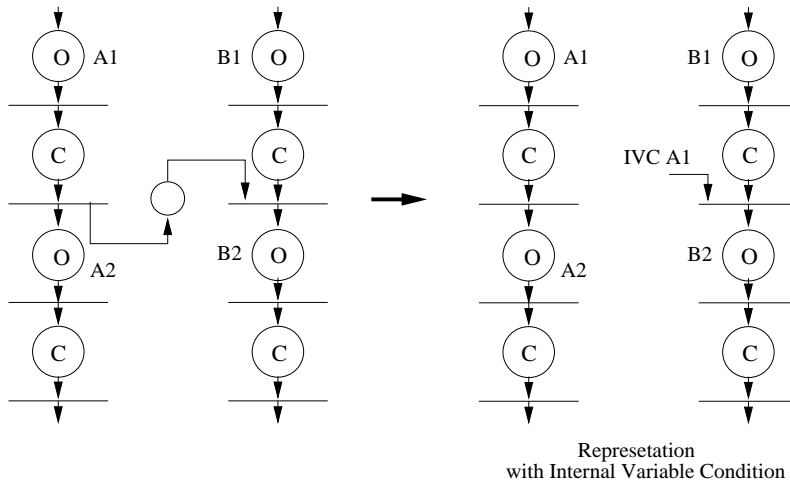 O A1 B1 O O A1 B1 O
C C C C
IVC A1
O A2 B2 O O A2 B2 O
C C C C
Represetation
with Internal Variable Condition